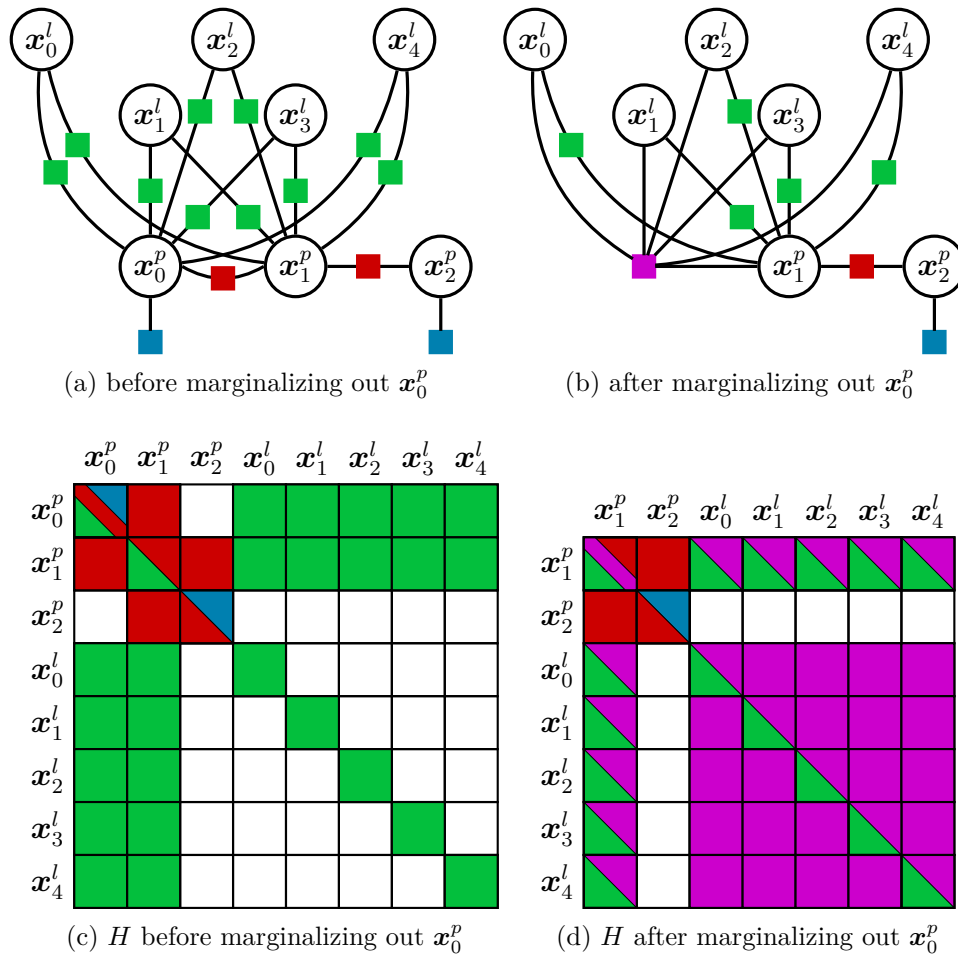 x_0^l x_2^l x_4^l x_0^l x_2^l x_4^l
x_1^l x_3^l x_1^l x_3^l
x_0^p x_1^p x_2^p x_1^p x_2^p
(a) before marginalizing out x_0^p
(b) after marginalizing out x_0^p
x_0^p x_1^p x_2^p x_0^l x_1^l x_2^l x_3^l x_4^l
x_0^p
x_1^p
x_2^p
x_0^l
x_1^l
x_2^l
x_3^l
x_4^l
(c) H before marginalizing out x_0^p
x_1^p x_2^p x_0^l x_1^l x_2^l x_3^l x_4^l
x_1^p
x_2^p
x_0^l
x_1^l
x_2^l
x_3^l
x_4^l
(d) H after marginalizing out x_0^p